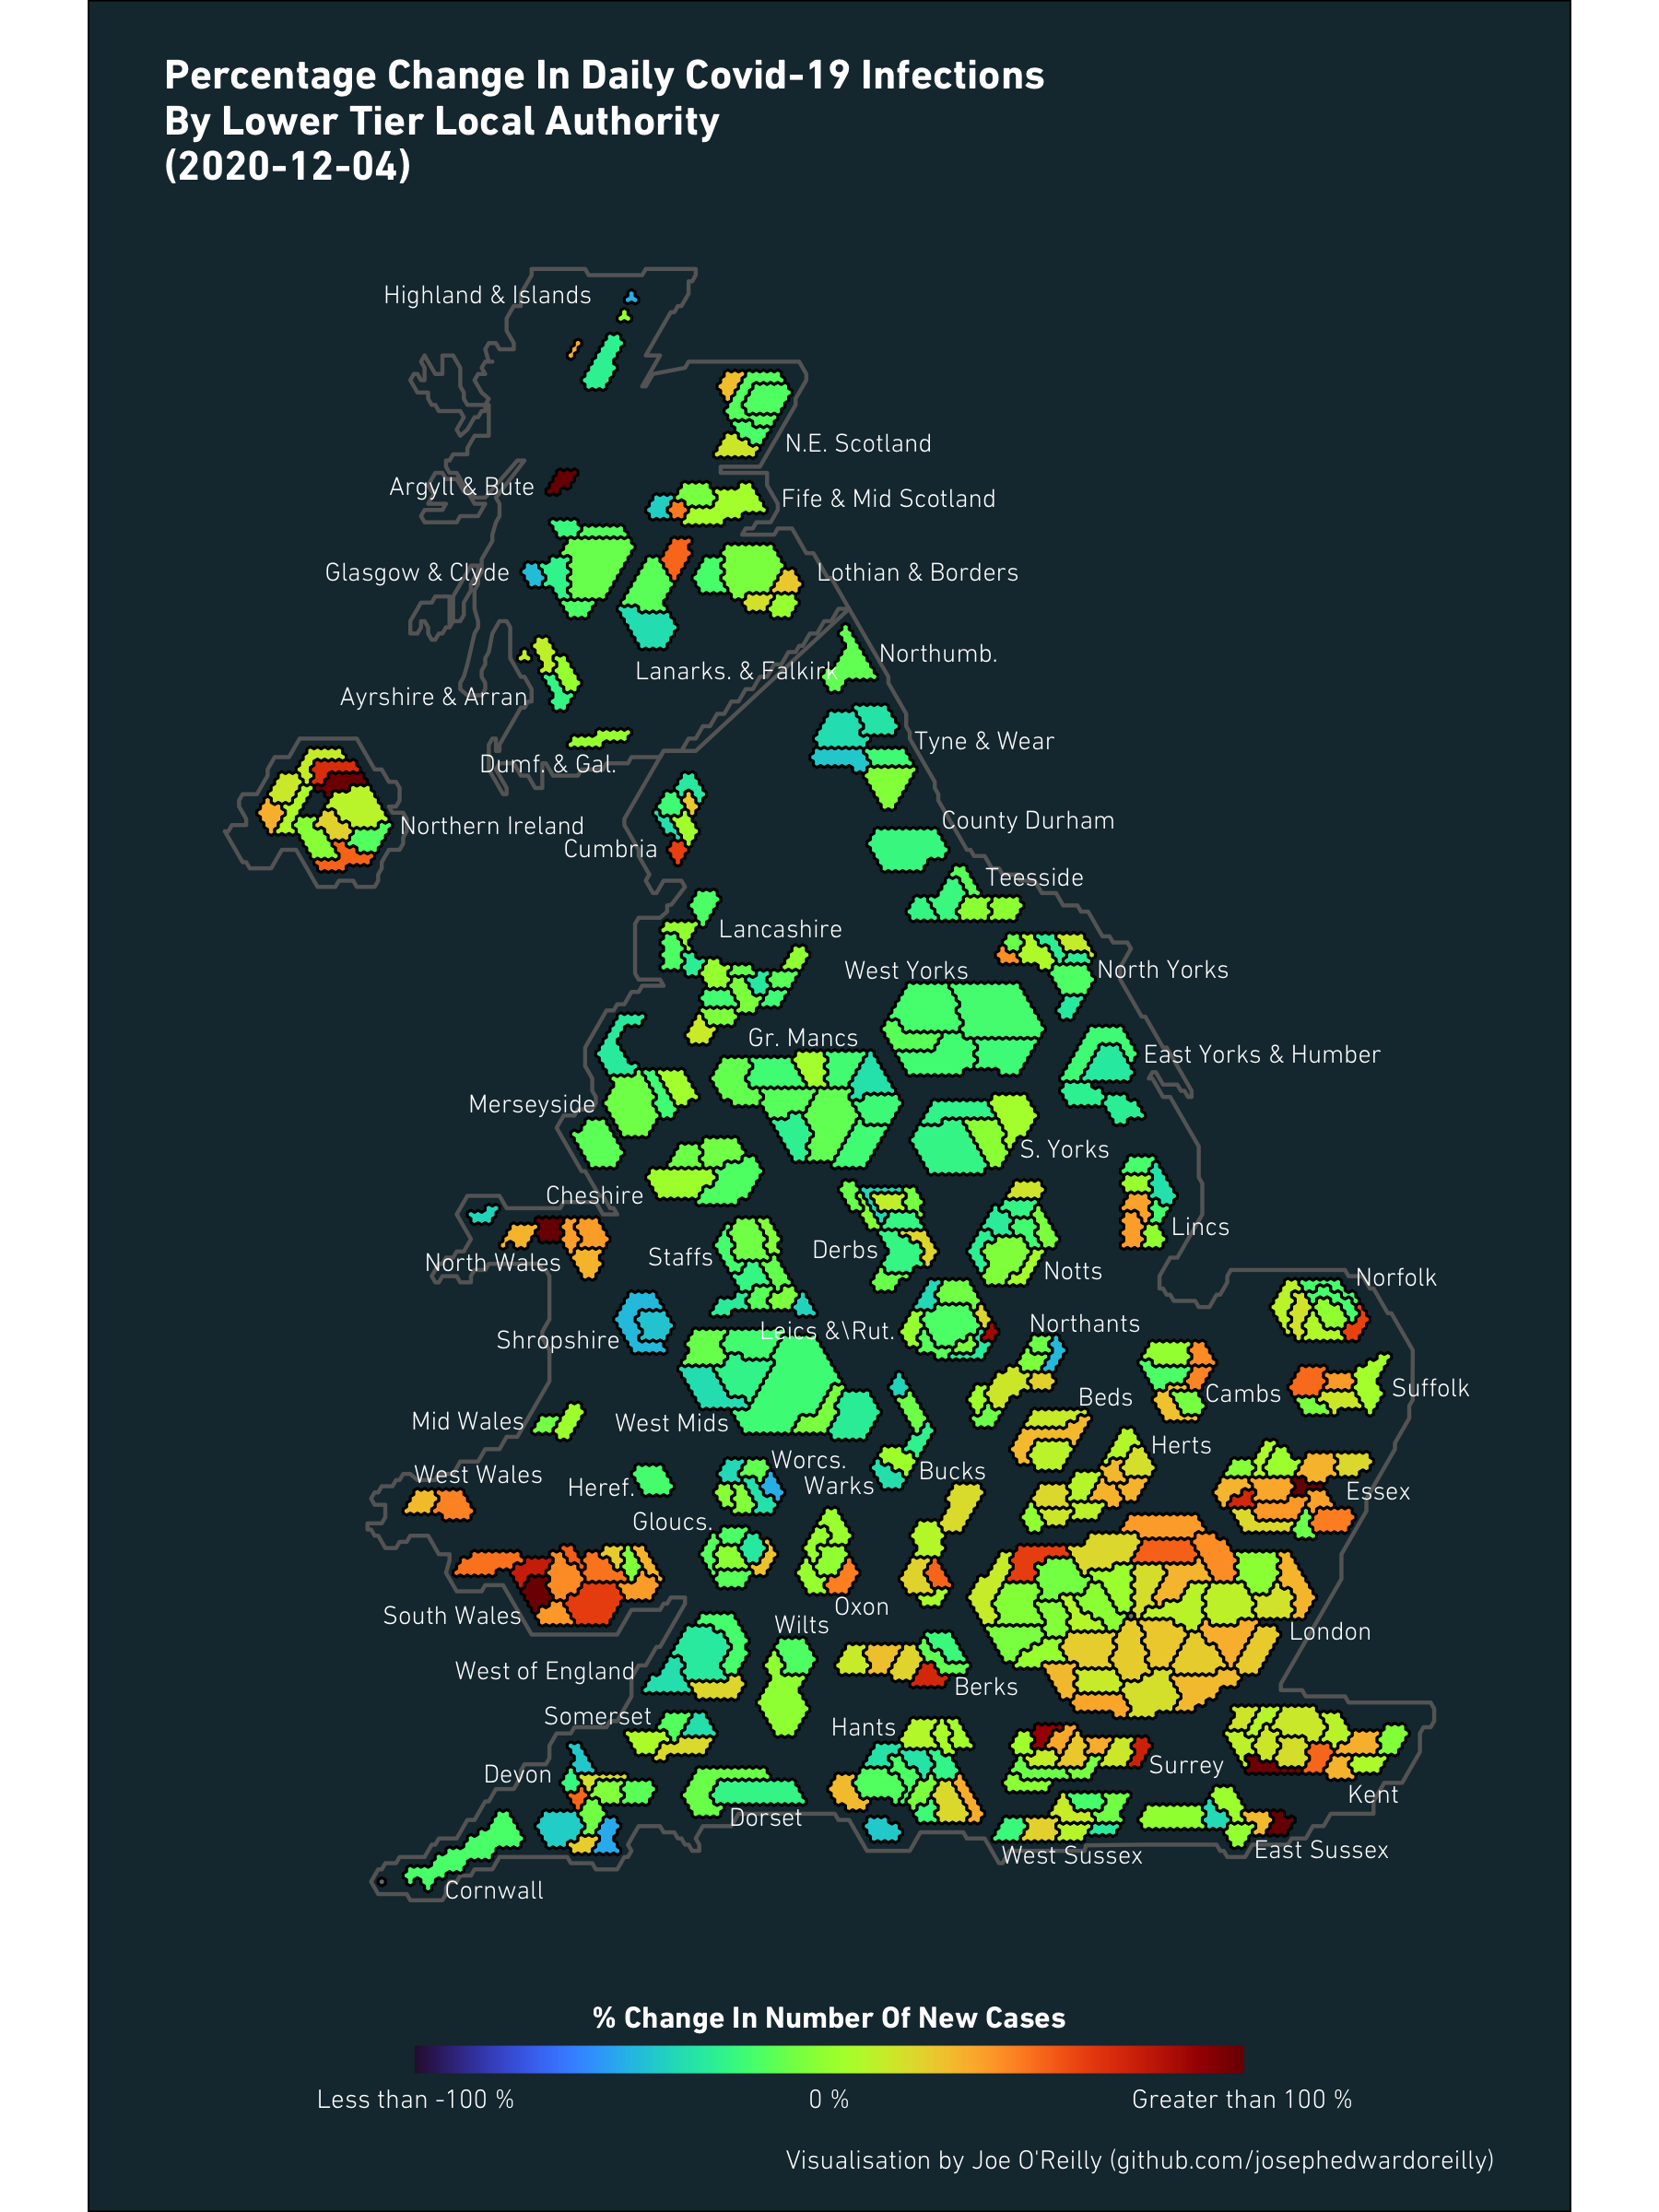 Percentage Change In Daily Covid-19 Infections
By Lower Tier Local Authority
(2020-12-04)
Highland & Islands
N.E. Scotland
Argyll & Bute
Fife & Mid Scotland
Glasgow & Clyde
Lothian & Borders
Northumb.
Lanarks. & Falkirk
Ayrshire & Arran
Tyne & Wear
Dumf. & Gal.
County Durham
Northern Ireland
Cumbria
Teesside
Lancashire
West Yorks
North Yorks
Gr. Mancs
East Yorks & Humber
Merseyside
S. Yorks
Cheshire
Lincs
Derbs
Staffs
North Wales
Notts
Norfolk
Northants
Leics &\Rut.
Shropshire
Suffolk
Cambs
Beds
Mid Wales
West Mids
Herts
Worcs.
Bucks
West Wales
Warks
Heref.
Essex
Gloucs.
Oxon
South Wales
Wilts
London
West of England
Berks
Somerset
Hants
Surrey
Devon
Kent
Dorset
East Sussex
West Sussex
Cornwall
% Change In Number Of New Cases
Less than -100 %
0 %
Greater than 100 %
Visualisation by Joe O'Reilly (github.com/josephedwardoreilly)